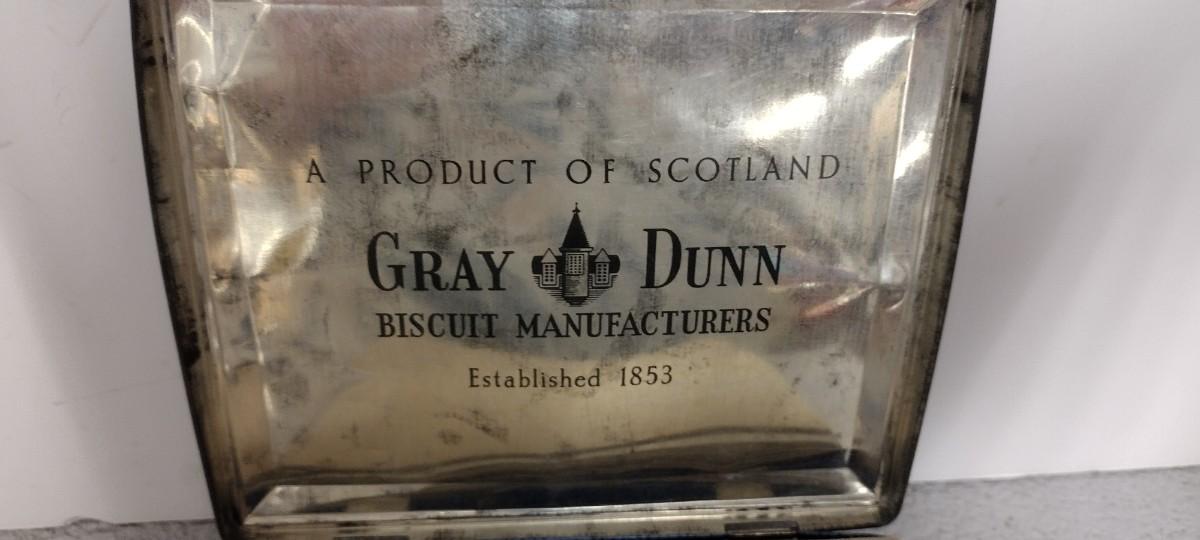 A PRODUCT OF SCOTLAND
GRAY DUNN
BISCUIT MANUFACTURERS
Established 1853